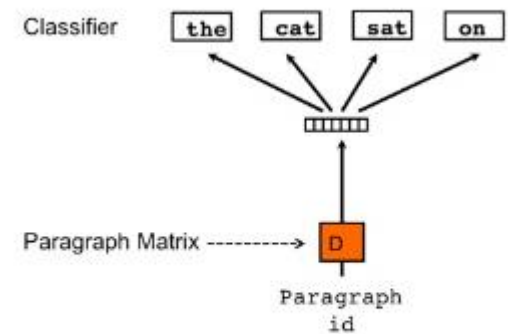 Classifier the cat sat on
Paragraph Matrix D
Paragraph
id